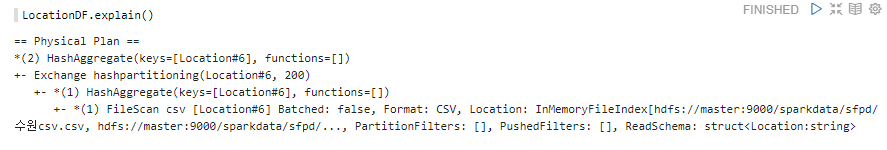 LocationDF.explain()
FINISHED
== Physical Plan ==
*(2) HashAggregate(keys=[Location#6], functions=[])
+- Exchange hashpartitioning(Location#6, 200)
+- *(1) HashAggregate(keys=[Location#6], functions=[])
+- *(1) FileScan csv [Location#6] Batched: false, Format: CSV, Location: InMemoryFileIndex[hdfs://master:9000/sparkdata/sfpd/
수원csv.csv, hdfs://master:9000/sparkdata/sfpd/..., PartitionFilters: [], PushedFilters: [], ReadSchema: struct<Location:string>